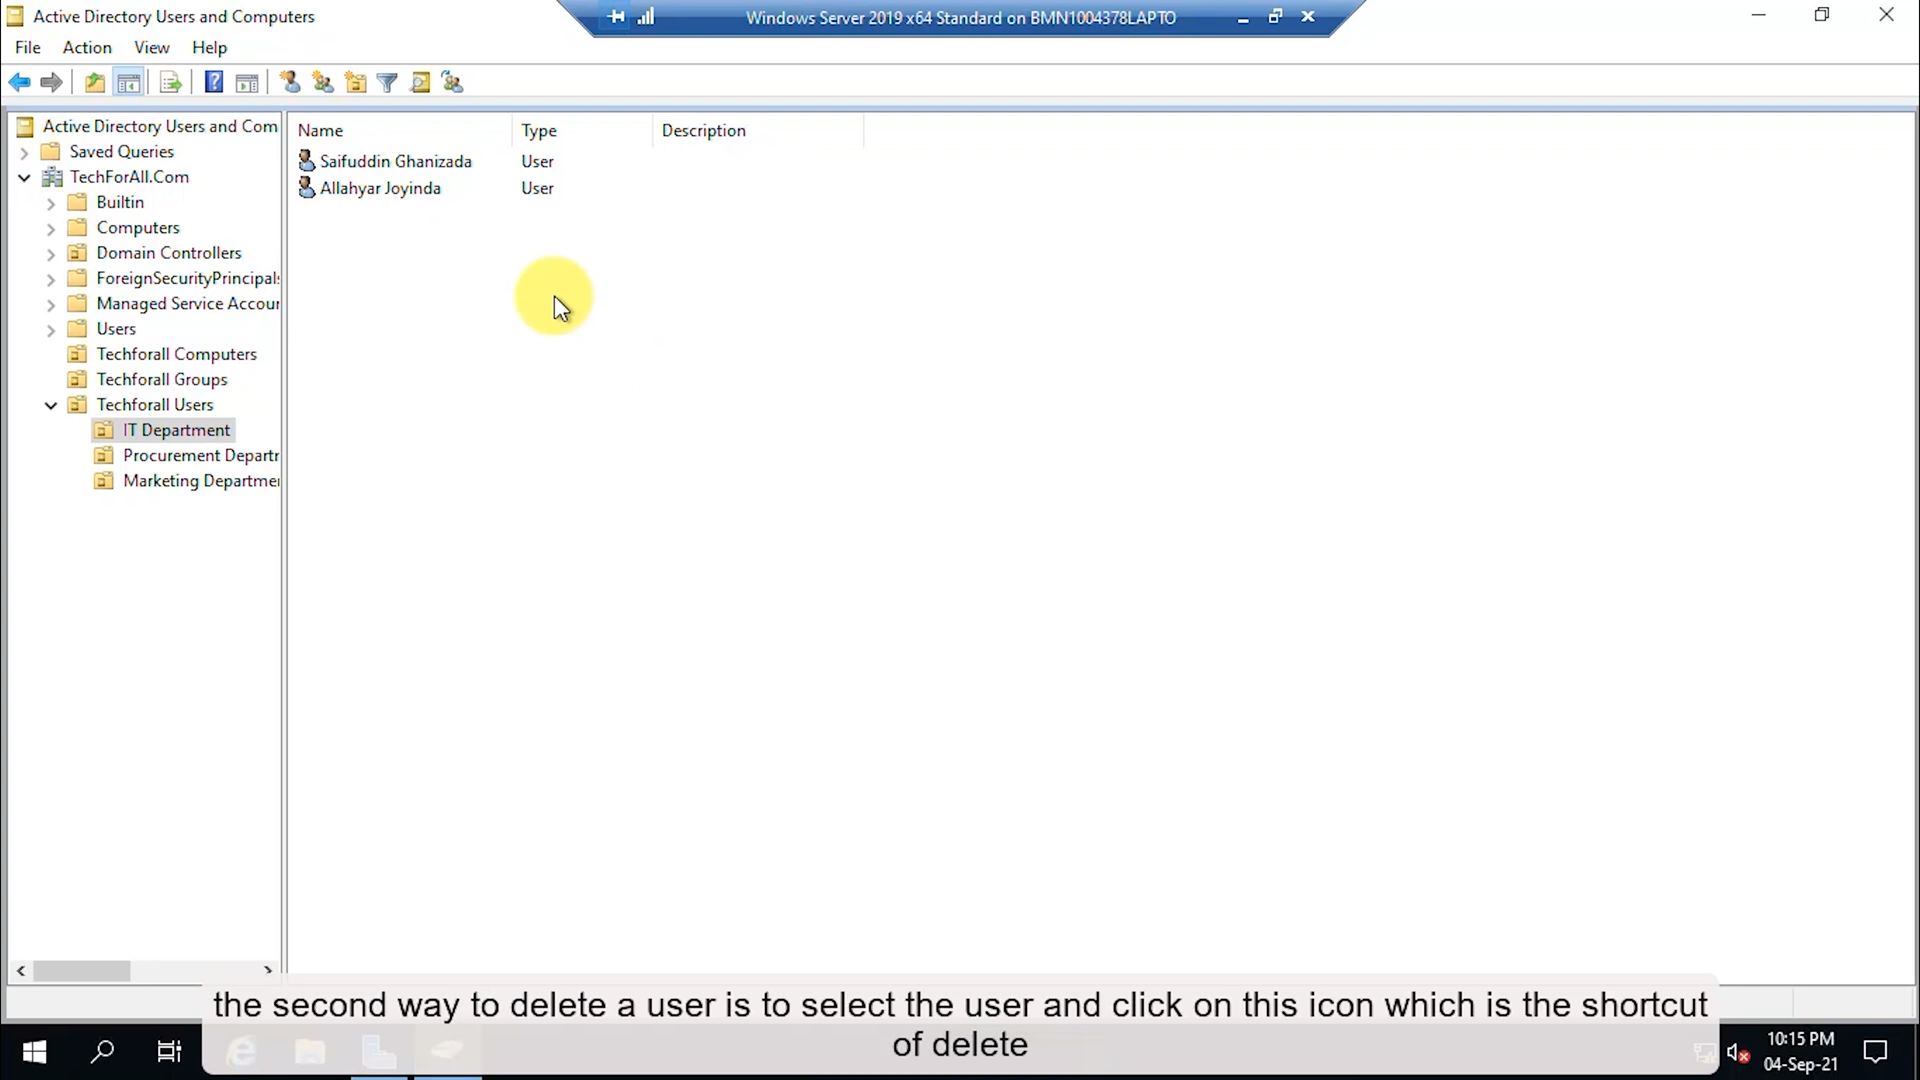 Active Directory Users and Computers
Windows Server 2019 x64 Standard on BMN1004378LAPTO
File Action View Help
Active Directory Users and Com
Saved Queries
TechForAll.Com
Builtin
Computers
Domain Controllers
ForeignSecurityPrincipals
Managed Service Accour
Users
Techforall Computers
Techforall Groups
Techforall Users
IT Department
Procurement Departr
Marketing Departmer
Name Type Description
Saifuddin Ghanizada User
Allahyar Joyinda User
the second way to delete a user is to select the user and click on this icon which is the shortcut
of delete
10:15 PM
04-Sep-21